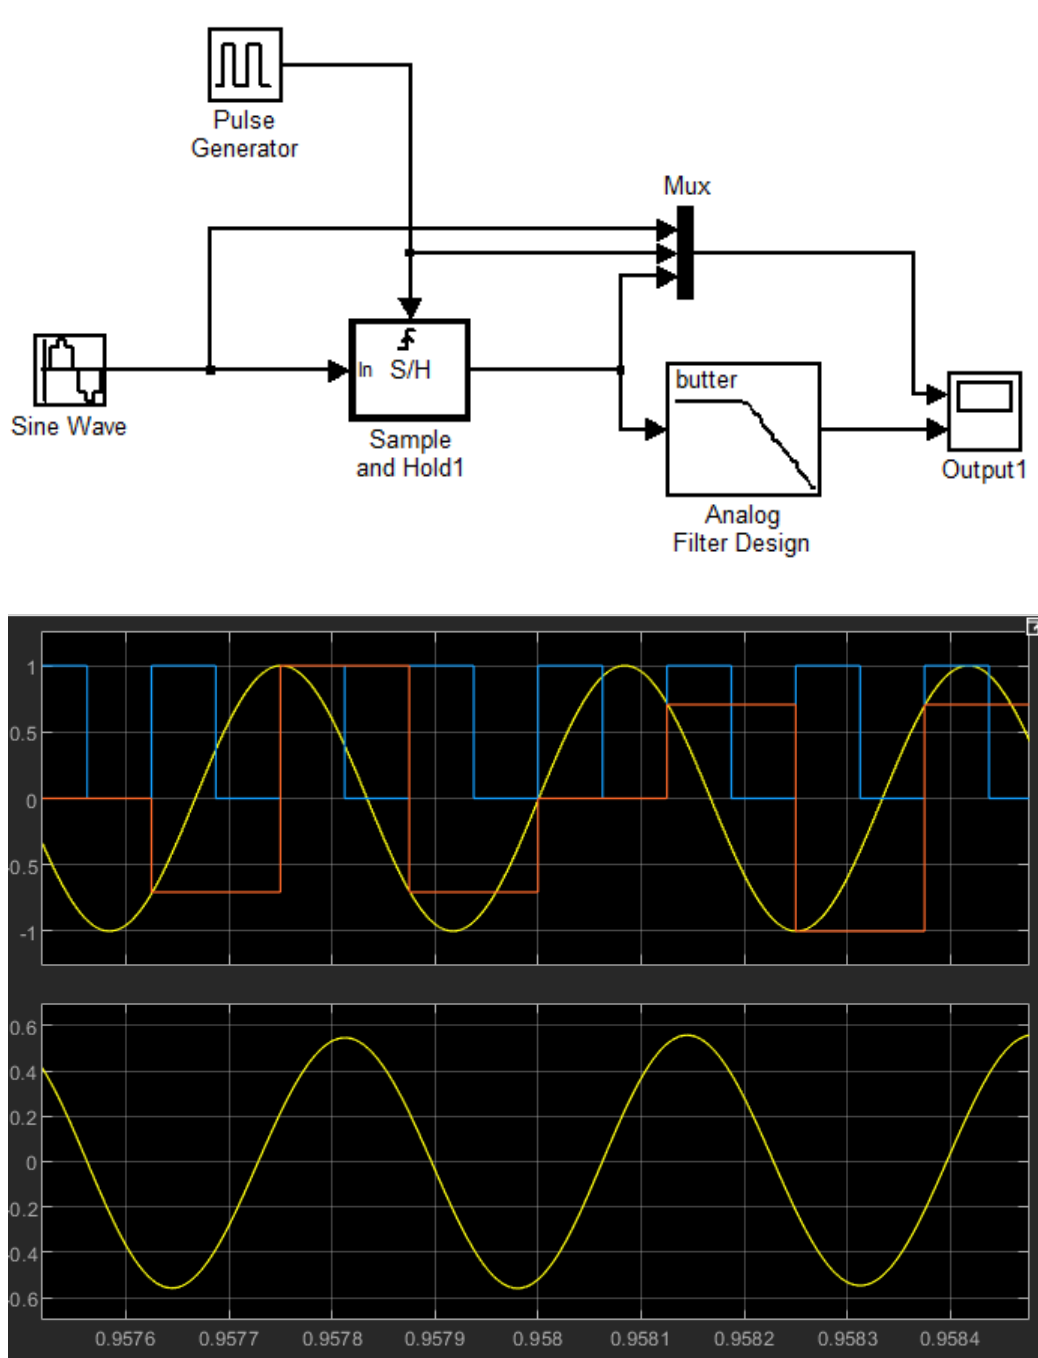 Pulse
Generator
Mux
In
S/H
butter
Sine Wave
Sample
and Hold1
Analog
Filter Design
Output1
1
0.5
0
0.5
-1
0.6
0.4
0.2
0
0.2
0.4
0.6
0.9576 0.9577 0.9578 0.9579 0.958 0.9581 0.9582 0.9583 0.9584